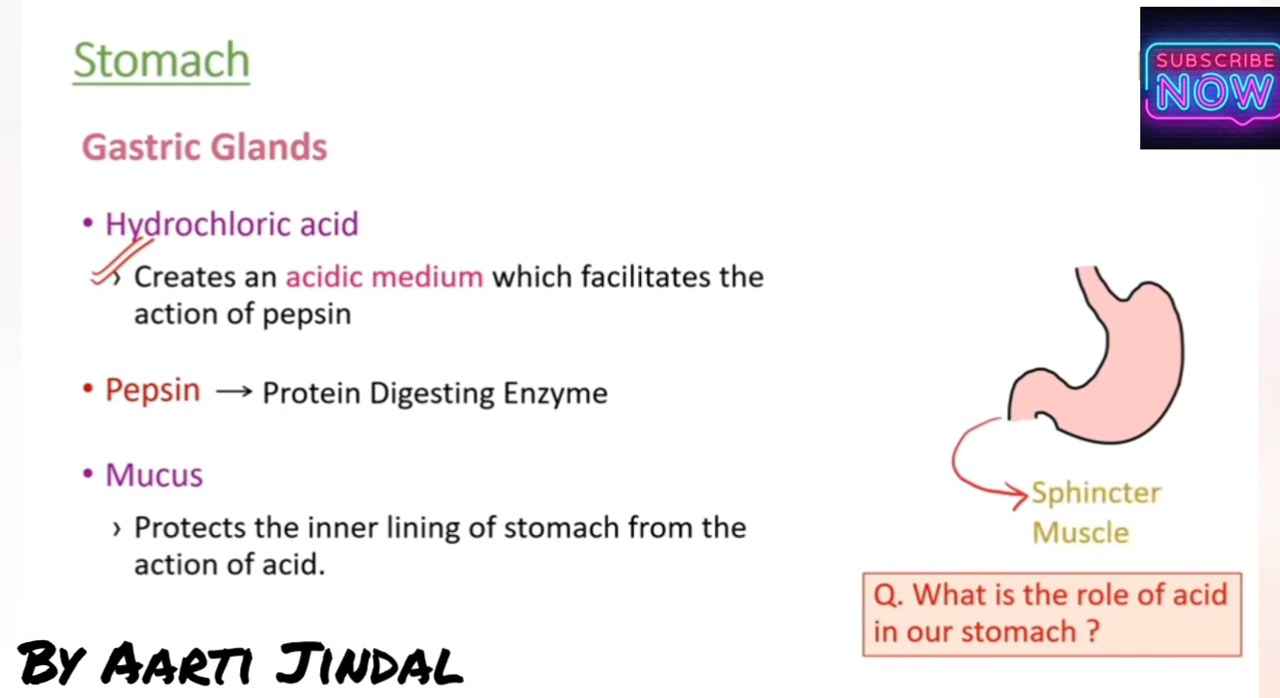 Stomach
SUBSCRIBE
NOW
Gastric Glands
• Hydrochloric acid
› Creates an acidic medium which facilitates the
action of pepsin
• Pepsin → Protein Digesting Enzyme
• Mucus
› Protects the inner lining of stomach from the
action of acid.
Sphincter
Muscle
Q. What is the role of acid
in our stomach ?
By Aarti Jindal